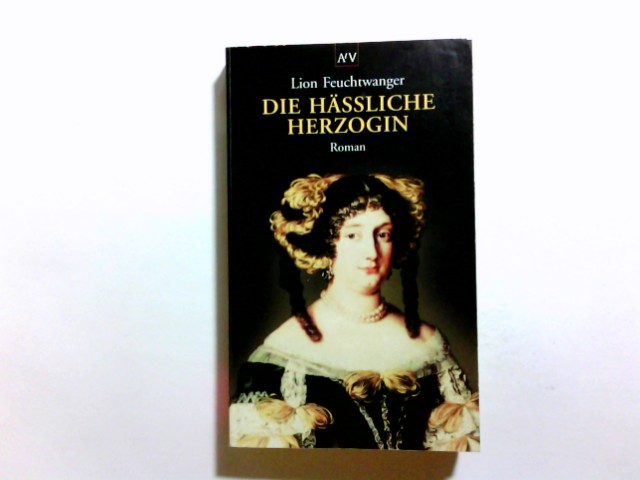 AtV
Lion Feuchtwanger
DIE HÄSSLICHE
HERZOGIN
Roman